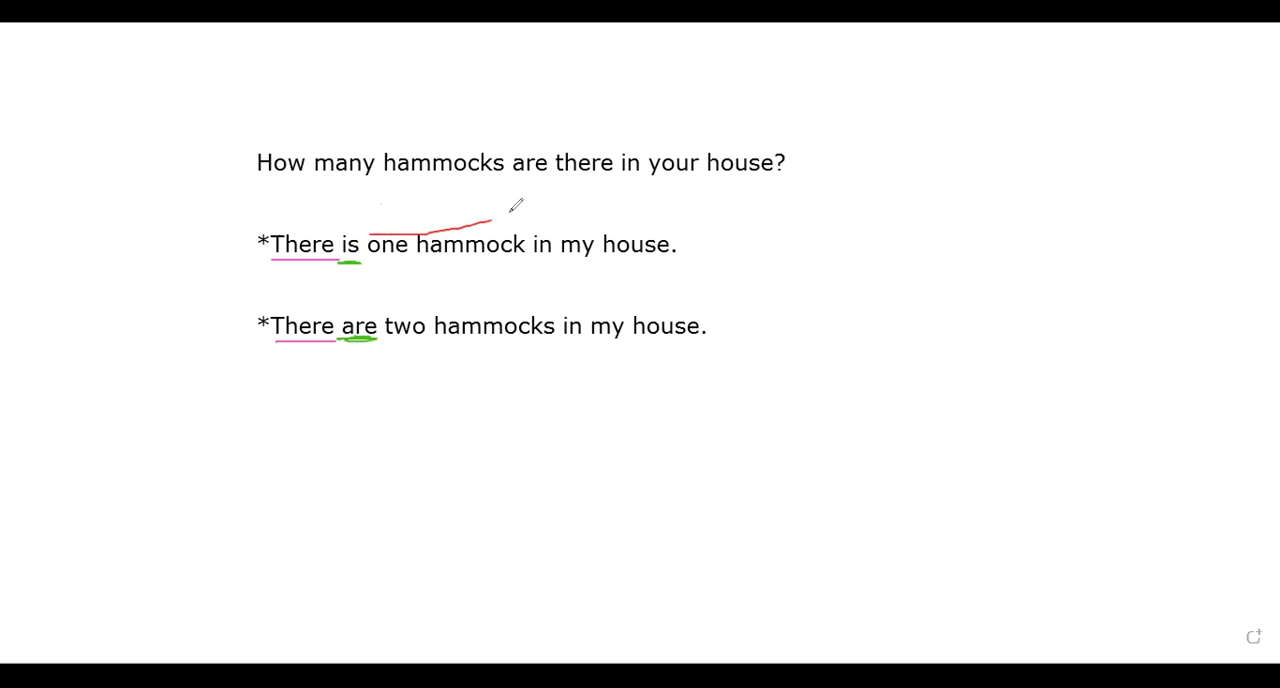 How many hammocks are there in your house?
*There is one hammock in my house.
*There are two hammocks in my house.